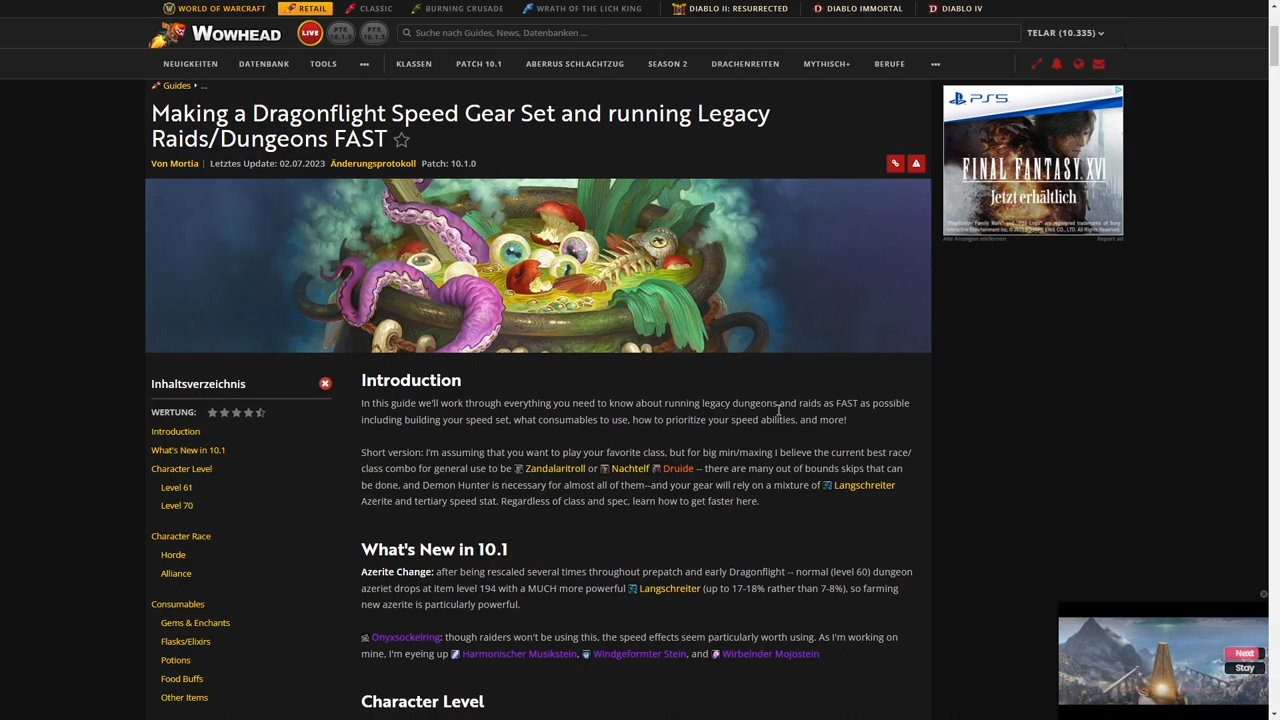 WORLD OF WARCRAFT RETAIL CLASSIC BURNING CRUSADE WRATH OF THE LICH KING DIABLO II: RESURRECTED DIABLO IMMORTAL DIABLO IV
WOWHEAD LIVE PTR 10.1.0 PTR 10.1.5 Suche nach Guides, News, Datenbanken ... TELAR (10.335)
NEUIGKEITEN DATENBANK TOOLS ••• KLASSEN PATCH 10.1 ABERRUS SCHLACHTZUG SEASON 2 DRACHENREITEN MYTHISCH+ BERUFE •••
Guides ...
Making a Dragonflight Speed Gear Set and running Legacy
Raids/Dungeons FAST
Von Mortia | Letztes Update: 02.07.2023 Änderungsprotokoll Patch: 10.1.0
PS5
FINAL FANTASY XVI
Jetzt erhältlich
Alle Anzeigen entfernen Report ad
Inhaltsverzeichnis
WERTUNG:
Introduction
What's New in 10.1
Character Level
Level 61
Level 70
Character Race
Horde
Alliance
Consumables
Gems & Enchants
Flasks/Elixirs
Potions
Food Buffs
Other Items
Introduction
In this guide we'll work through everything you need to know about running legacy dungeons and raids as FAST as possible
including building your speed set, what consumables to use, how to prioritize your speed abilities, and more!
Short version: I'm assuming that you want to play your favorite class, but for big min/maxing I believe the current best race/
class combo for general use to be Zandalaritroll or Nachtelf Druide -- there are many out of bounds skips that can
be done, and Demon Hunter is necessary for almost all of them--and your gear will rely on a mixture of Langschreiter
Azerite and tertiary speed stat. Regardless of class and spec, learn how to get faster here.
What's New in 10.1
Azerite Change: after being rescaled several times throughout prepatch and early Dragonflight -- normal (level 60) dungeon
azeriet drops at item level 194 with a MUCH more powerful Langschreiter (up to 17-18% rather than 7-8%), so farming
new azerite is particularly powerful.
Onyxsockelring: though raiders won't be using this, the speed effects seem particularly worth using. As I'm working on
mine, I'm eyeing up Harmonischer Musikstein, Windgeformter Stein, and Wirbelnder Mojostein
Character Level
Next
Stay